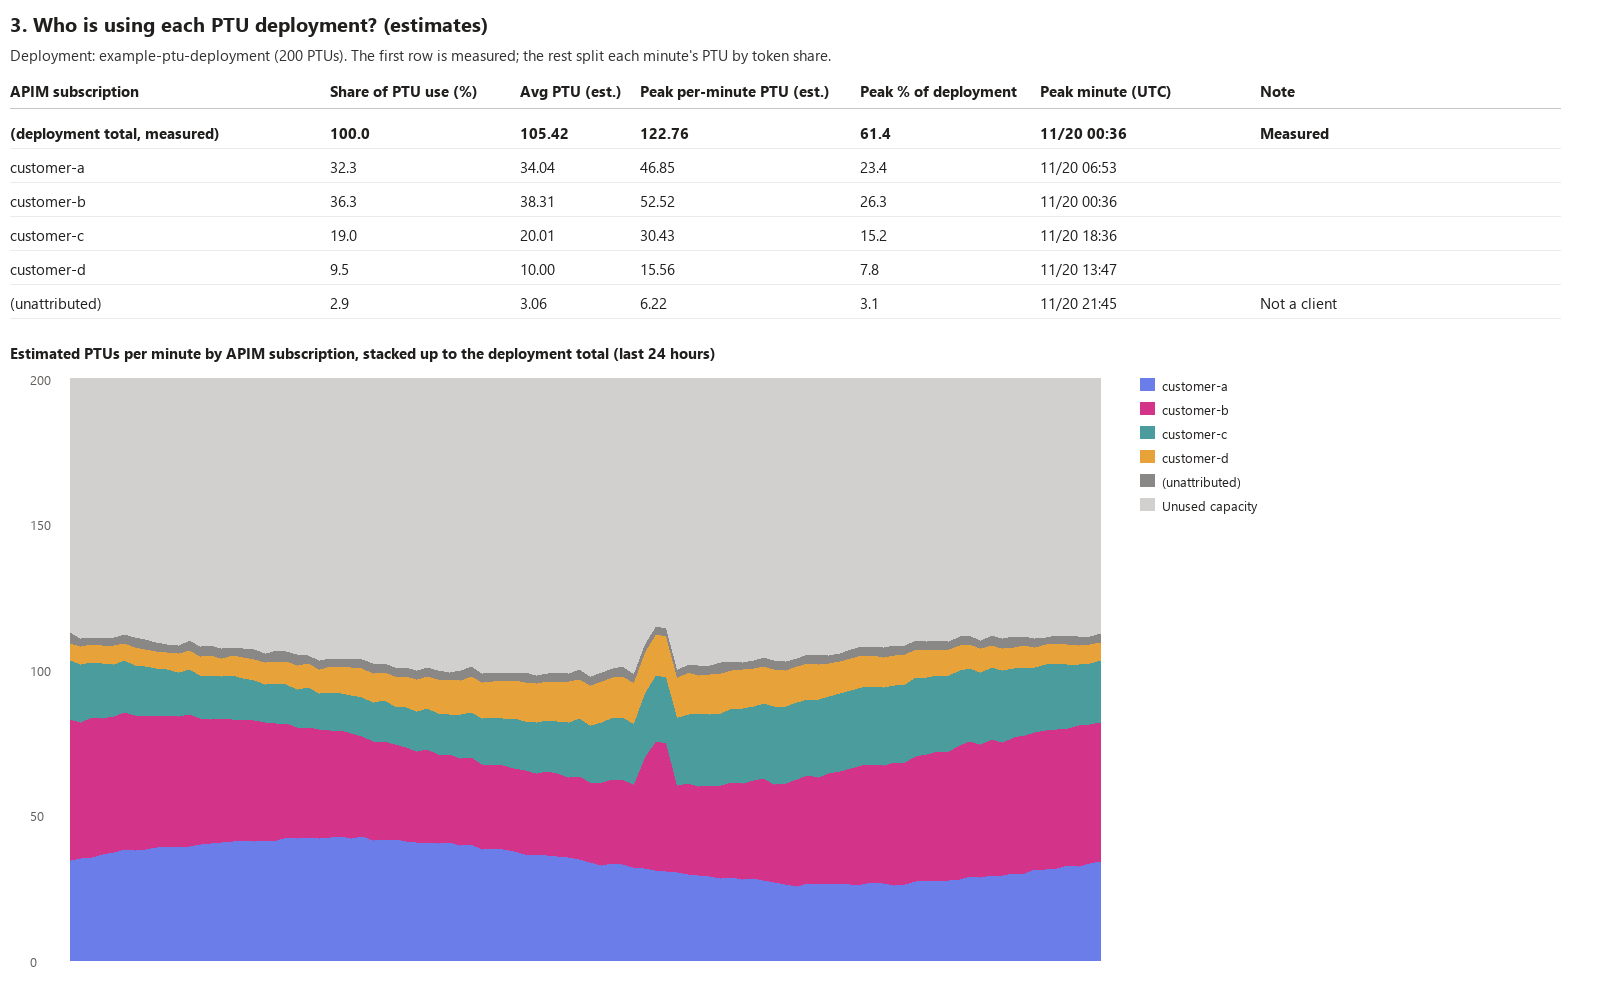 3. Who is using each PTU deployment? (estimates)
Deployment: example-ptu-deployment (200 PTUs). The first row is measured; the rest split each minute's PTU by token share.
APIM subscription Share of PTU use (%) Avg PTU (est.) Peak per-minute PTU (est.) Peak % of deployment Peak minute (UTC) Note
(deployment total, measured) 100.0 105.42 122.76 61.4 11/20 00:36 Measured
customer-a 32.3 34.04 46.85 23.4 11/20 06:53
customer-b 36.3 38.31 52.52 26.3 11/20 00:36
customer-c 19.0 20.01 30.43 15.2 11/20 18:36
customer-d 9.5 10.00 15.56 7.8 11/20 13:47
(unattributed) 2.9 3.06 6.22 3.1 11/20 21:45 Not a client
Estimated PTUs per minute by APIM subscription, stacked up to the deployment total (last 24 hours)
200
150
100
50
0
customer-a
customer-b
customer-c
customer-d
(unattributed)
Unused capacity